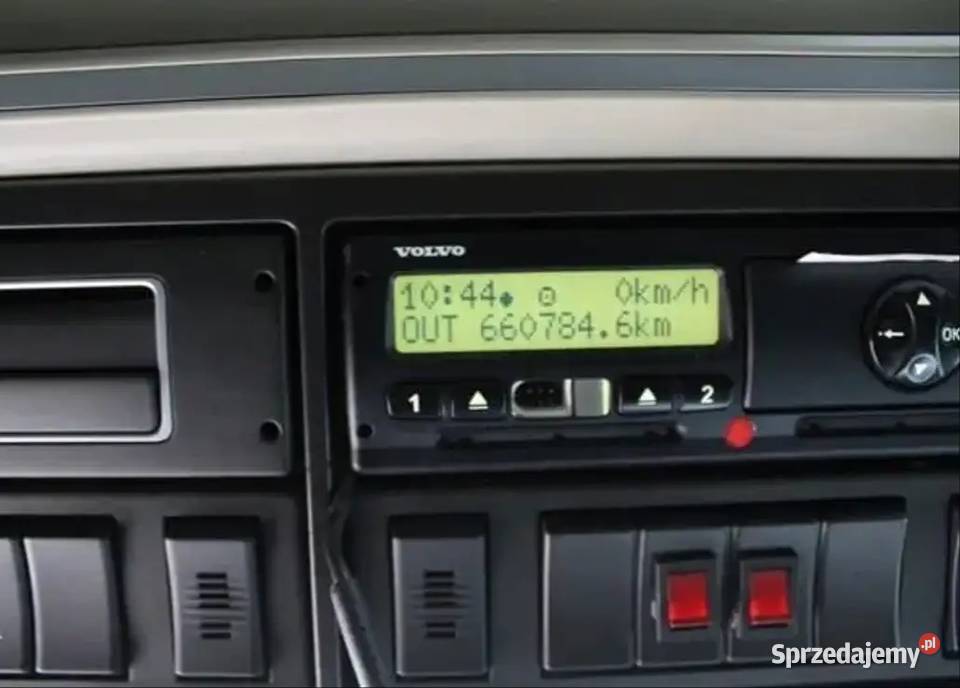 VOLVO
10:44 0km/h
OUT 660784.6km
1 2
OK
Sprzedajemy.pl